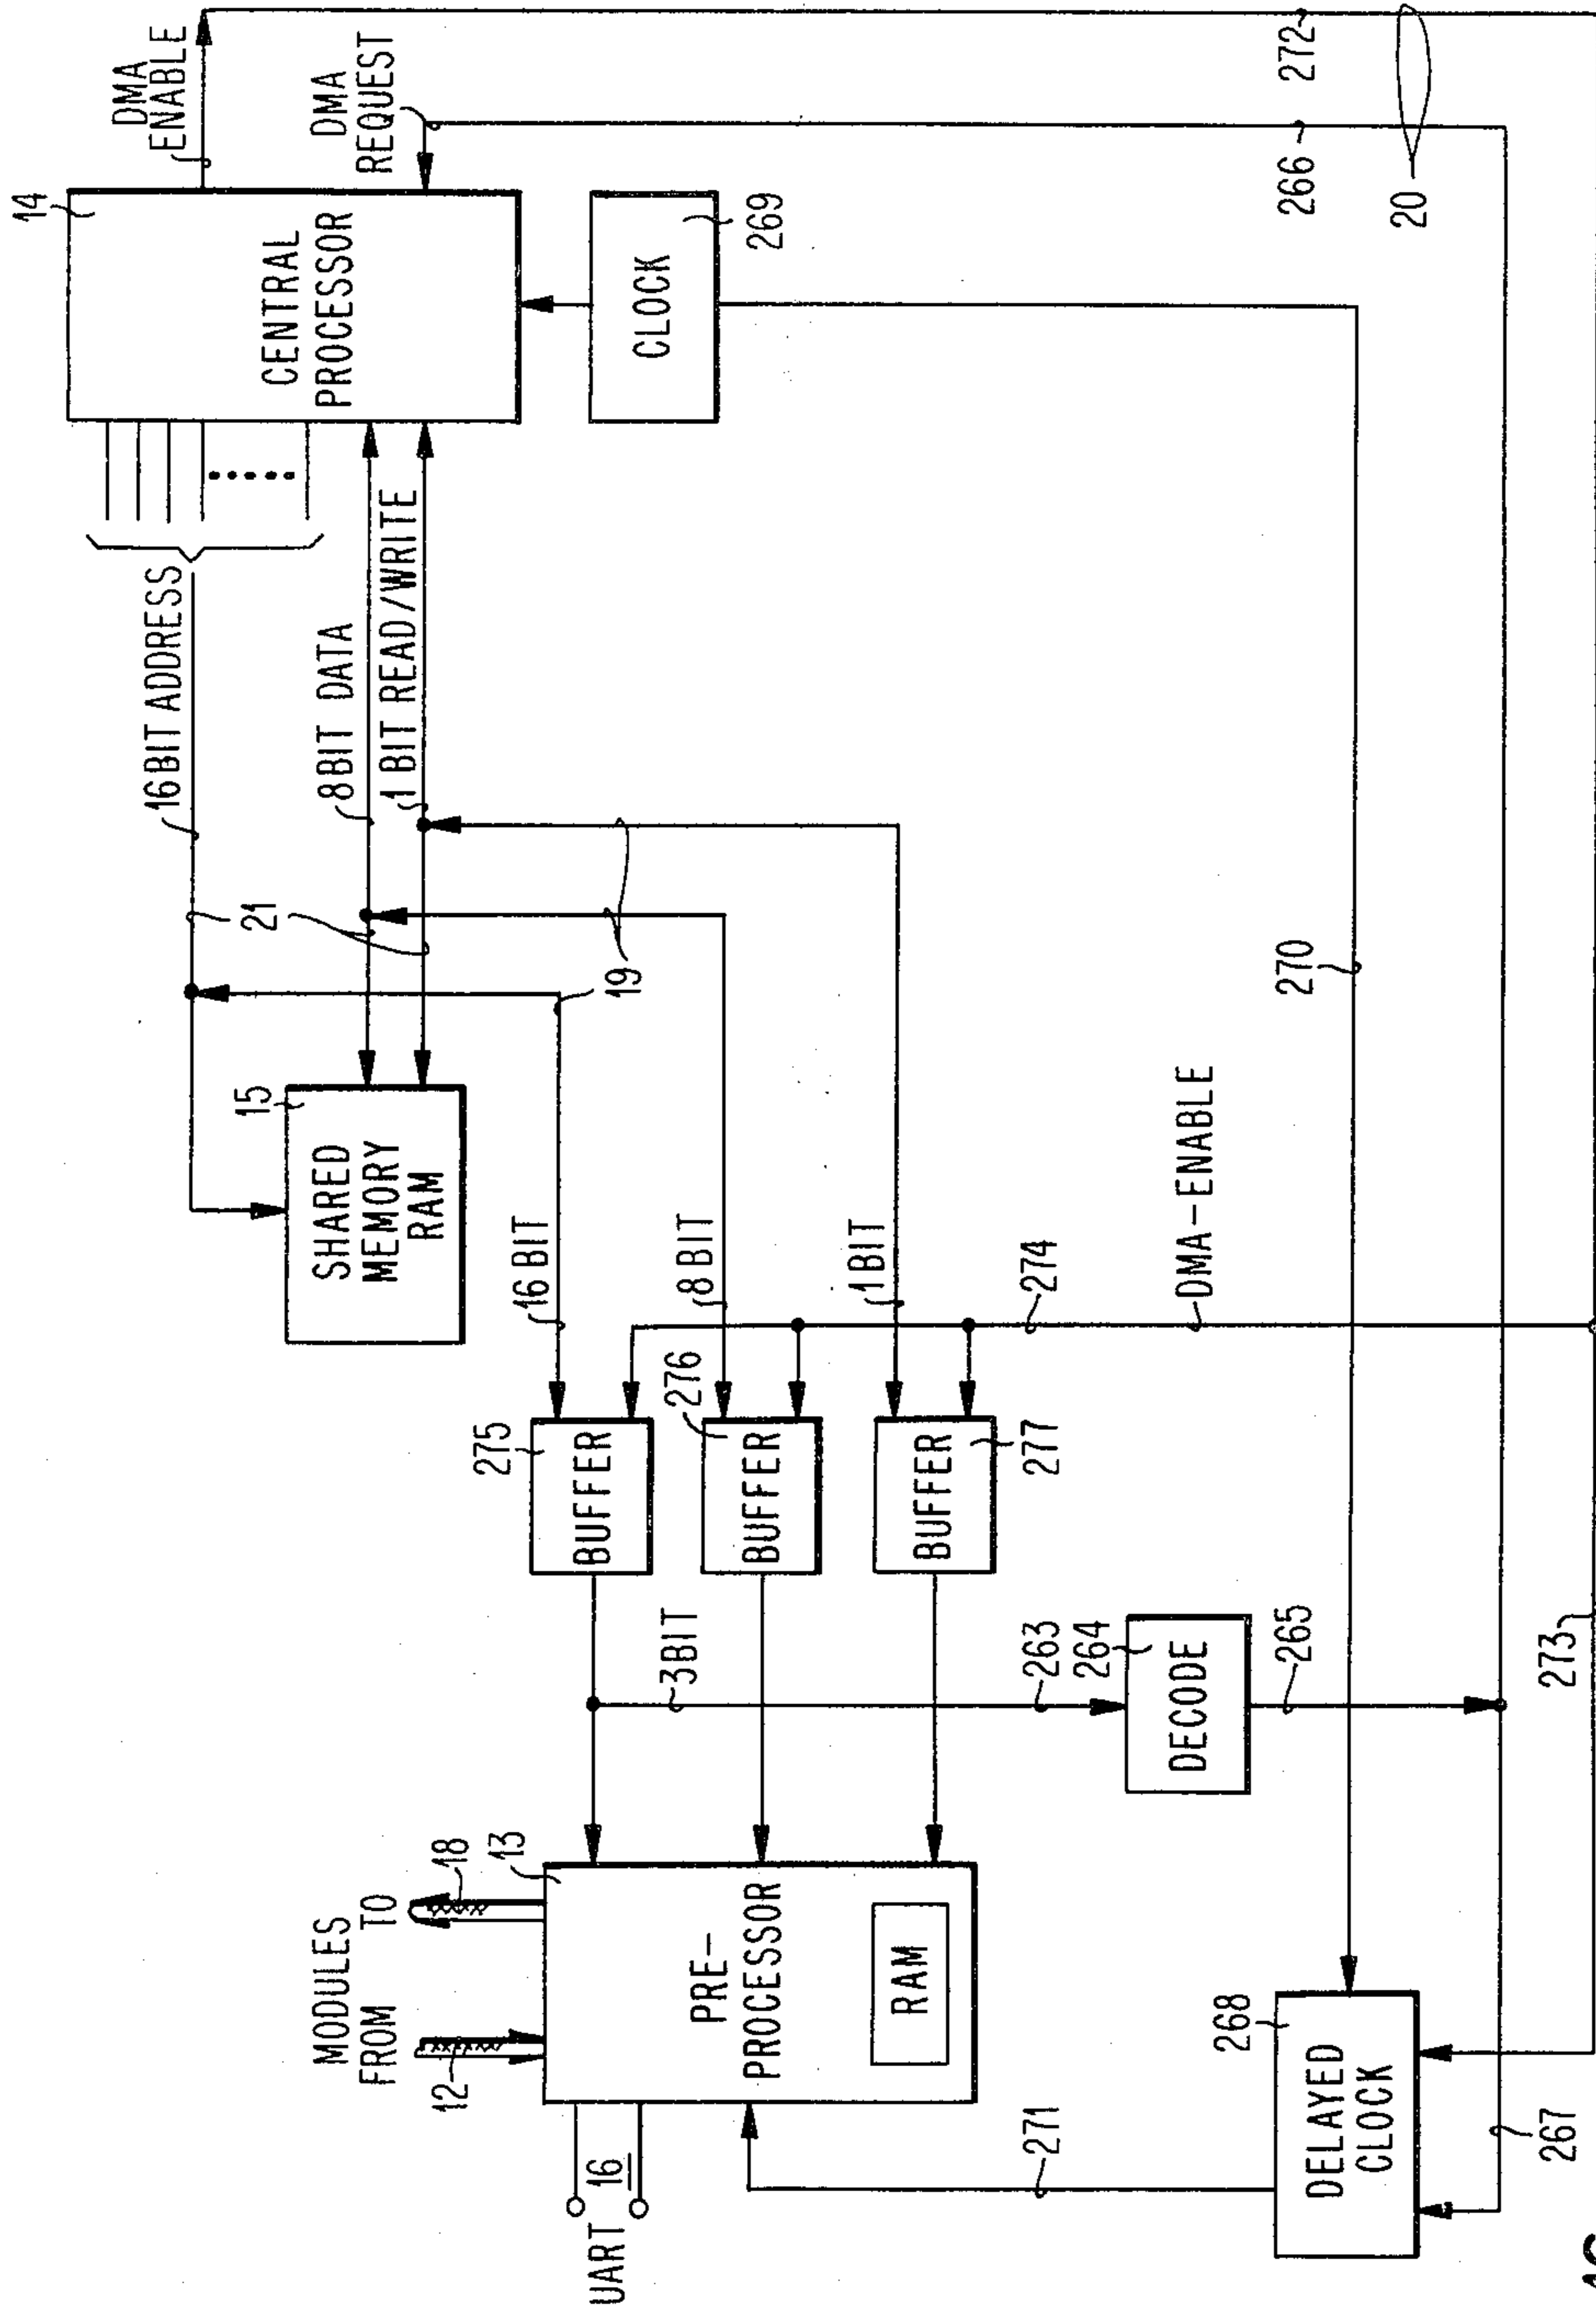 14
CENTRAL
PROCESSOR
DMA
ENABLE
DMA
REQUEST
CLOCK
269
16 BIT ADDRESS
8 BIT DATA
1 BIT READ/WRITE
21
19
15
SHARED
MEMORY
RAM
16 BIT
8 BIT
1 BIT
274
DMA-ENABLE
270
266
272
20
275
BUFFER
276
BUFFER
BUFFER
277
3 BIT
263
264
DECODE
265
273
MODULES
FROM TO
12
18
13
PRE-
PROCESSOR
RAM
UART
16
271
268
DELAYED
CLOCK
267